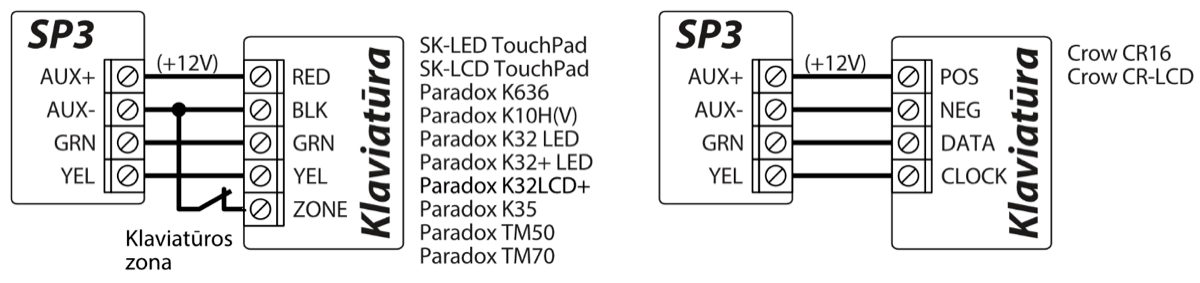 SP3
AUX+
AUX-
GRN
YEL
(+12V)
RED
BLK
GRN
YEL
ZONE
Klaviatūra
Klaviatūros
zona
SK-LED TouchPad
SK-LCD TouchPad
Paradox K636
Paradox K10H(V)
Paradox K32 LED
Paradox K32+ LED
Paradox K32LCD+
Paradox K35
Paradox TM50
Paradox TM70
SP3
AUX+
AUX-
GRN
YEL
(+12V)
POS
NEG
DATA
CLOCK
Klaviatūra
Crow CR16
Crow CR-LCD